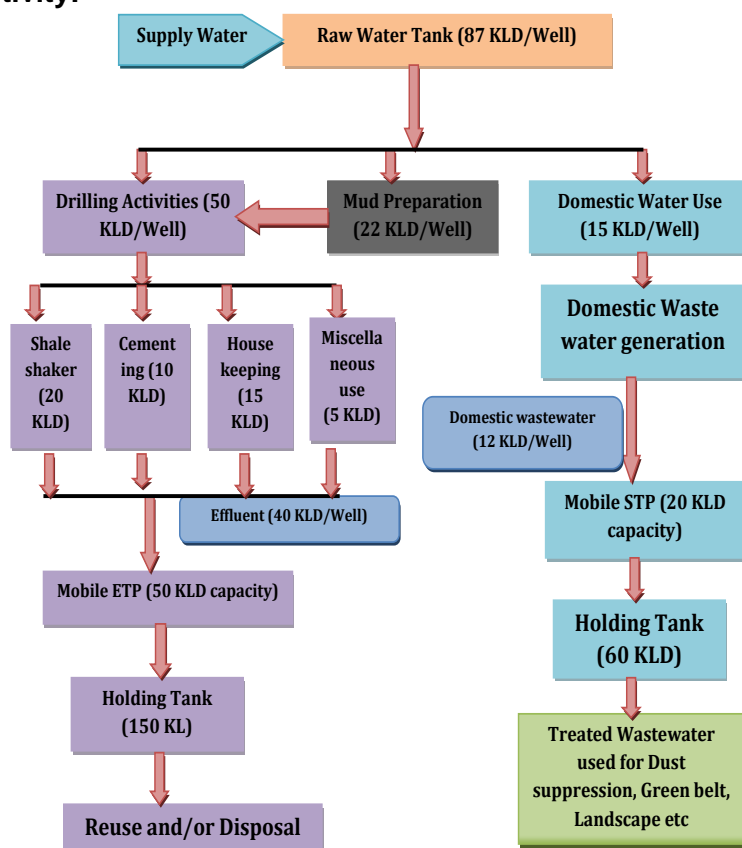 Supply Water
Raw Water Tank (87 KLD/Well)
Drilling Activities (50
KLD/Well)
Mud Preparation
(22 KLD/Well)
Domestic Water Use
(15 KLD/Well)
Shale
shaker
(20
KLD)
Cement
ing (10
KLD)
House
keeping
(15
KLD)
Miscella
neous use
(5 KLD)
Domestic Waste
water generation
Domestic wastewater
(12 KLD/Well)
Effluent (40 KLD/Well)
Mobile STP (20 KLD
capacity)
Mobile ETP (50 KLD capacity)
Holding Tank
(60 KLD)
Holding Tank
(150 KL)
Treated Wastewater
used for Dust
suppression, Green belt,
Landscape etc
Reuse and/or Disposal